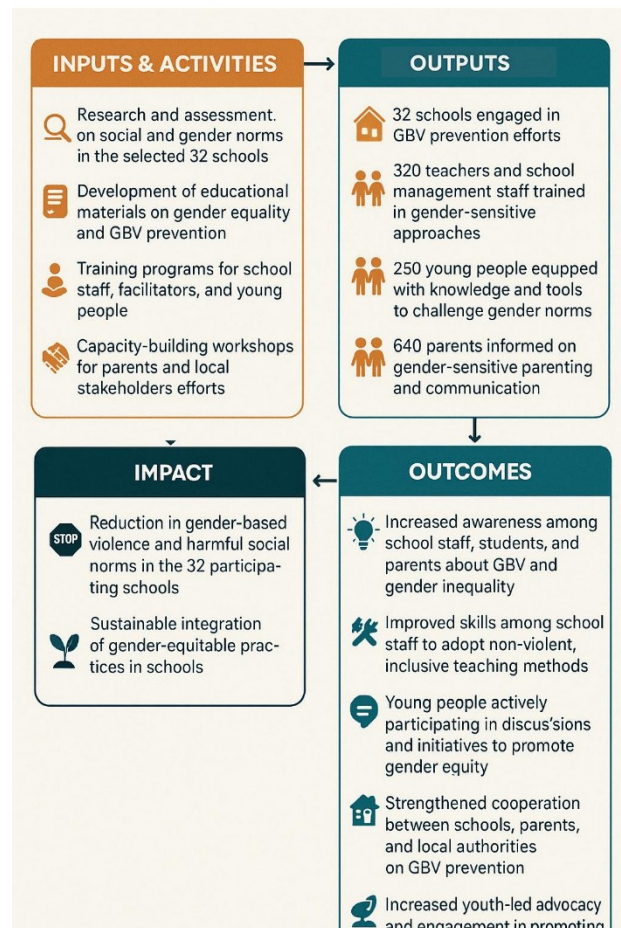 INPUTS & ACTIVITIES
Research and assessment.
on social and gender norms
in the selected 32 schools
Development of educational
materials on gender equality
and GBV prevention
Training programs for school
staff, facilitators, and young
people
Capacity-building workshops
for parents and local
stakeholders efforts
OUTPUTS
32 schools engaged in
GBV prevention efforts
320 teachers and school
management staff trained
in gender-sensitive
approaches
250 young people equpped
with knowledge and tools
to challenge gender norms
640 parents informed on
gender-sensitive parenting
and communication
OUTCOMES
Increased awareness among
school staff, students, and
parents about GBV and
gender inequality
Improved skills among school
staff to adopt non-violent,
inclusive teaching methods
Young people actively
participating in discus'sions
and initiatives to promote
gender equity
Strengthened cooperation
between schools, parents,
and local authorities
on GBV prevention
Increased youth-led advocacy
and engagement in promoting
IMPACT
STOP
Reduction in gender-based
violence and harmful social
norms in the 32 participa-
ting schools
Sustainable integration
of gender-equitable prac-
tices in schools